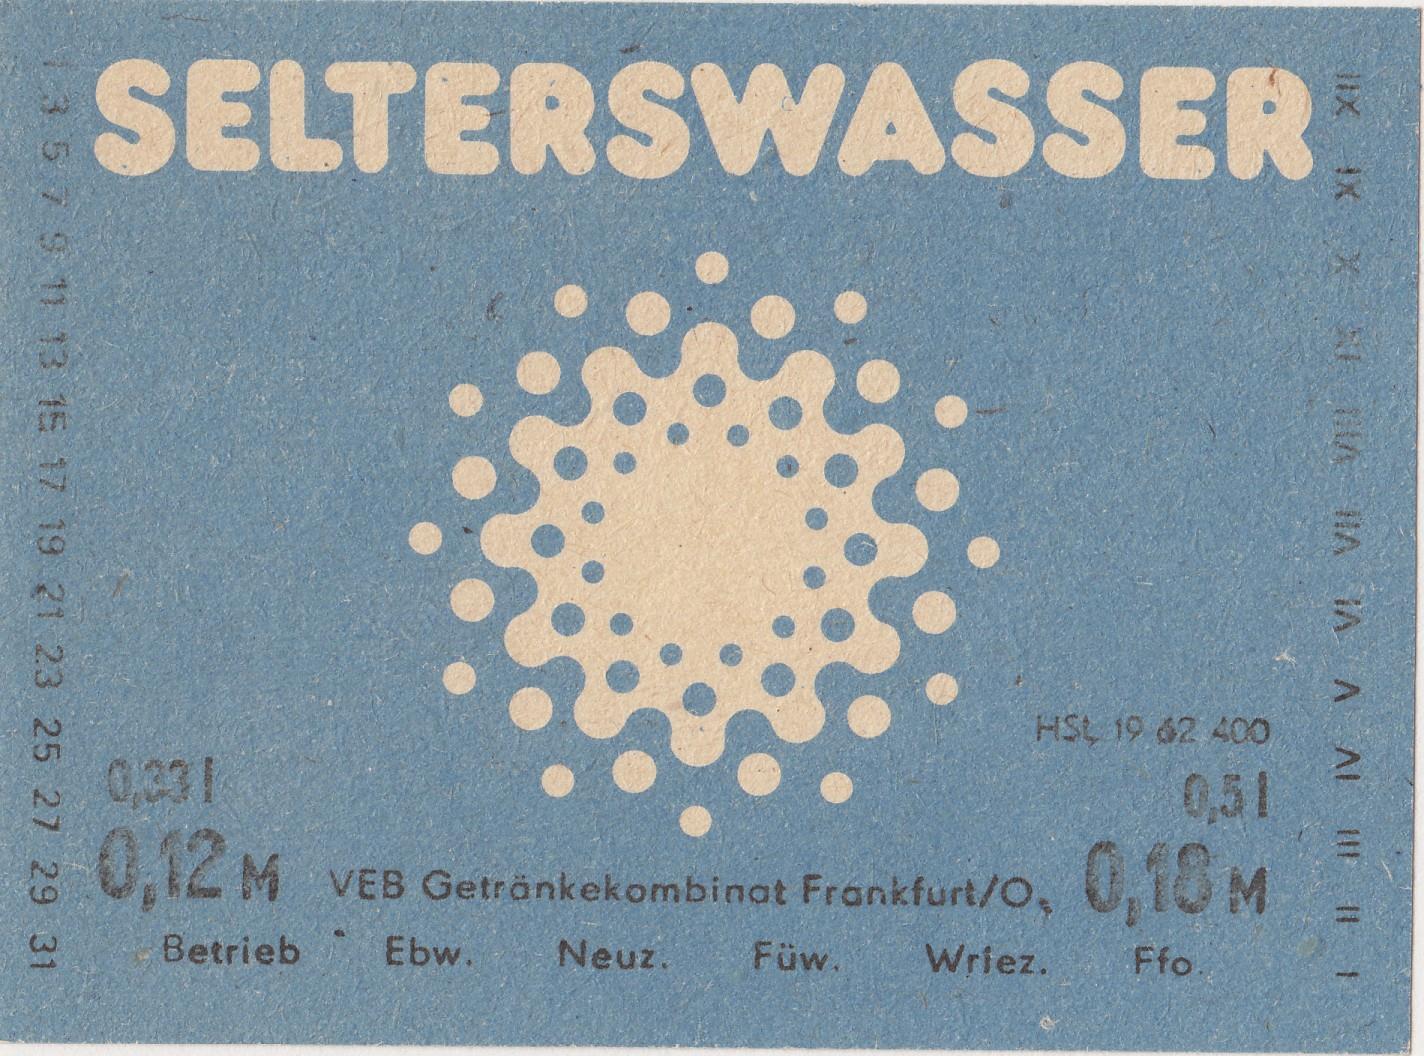 SELTERSWASSER
1 3 5 7 9 11 13 15 17 19 21 23 25 27 29 31
I II III IV V VI VII VIII XI X IX IIX
HSL 19 62 400
0,33 l
0,5 l
0,12 M
VEB Getränkekombinat Frankfurt/O.
0,18 M
Betrieb Ebw. Neuz. Füw. Wriez. Ffo.